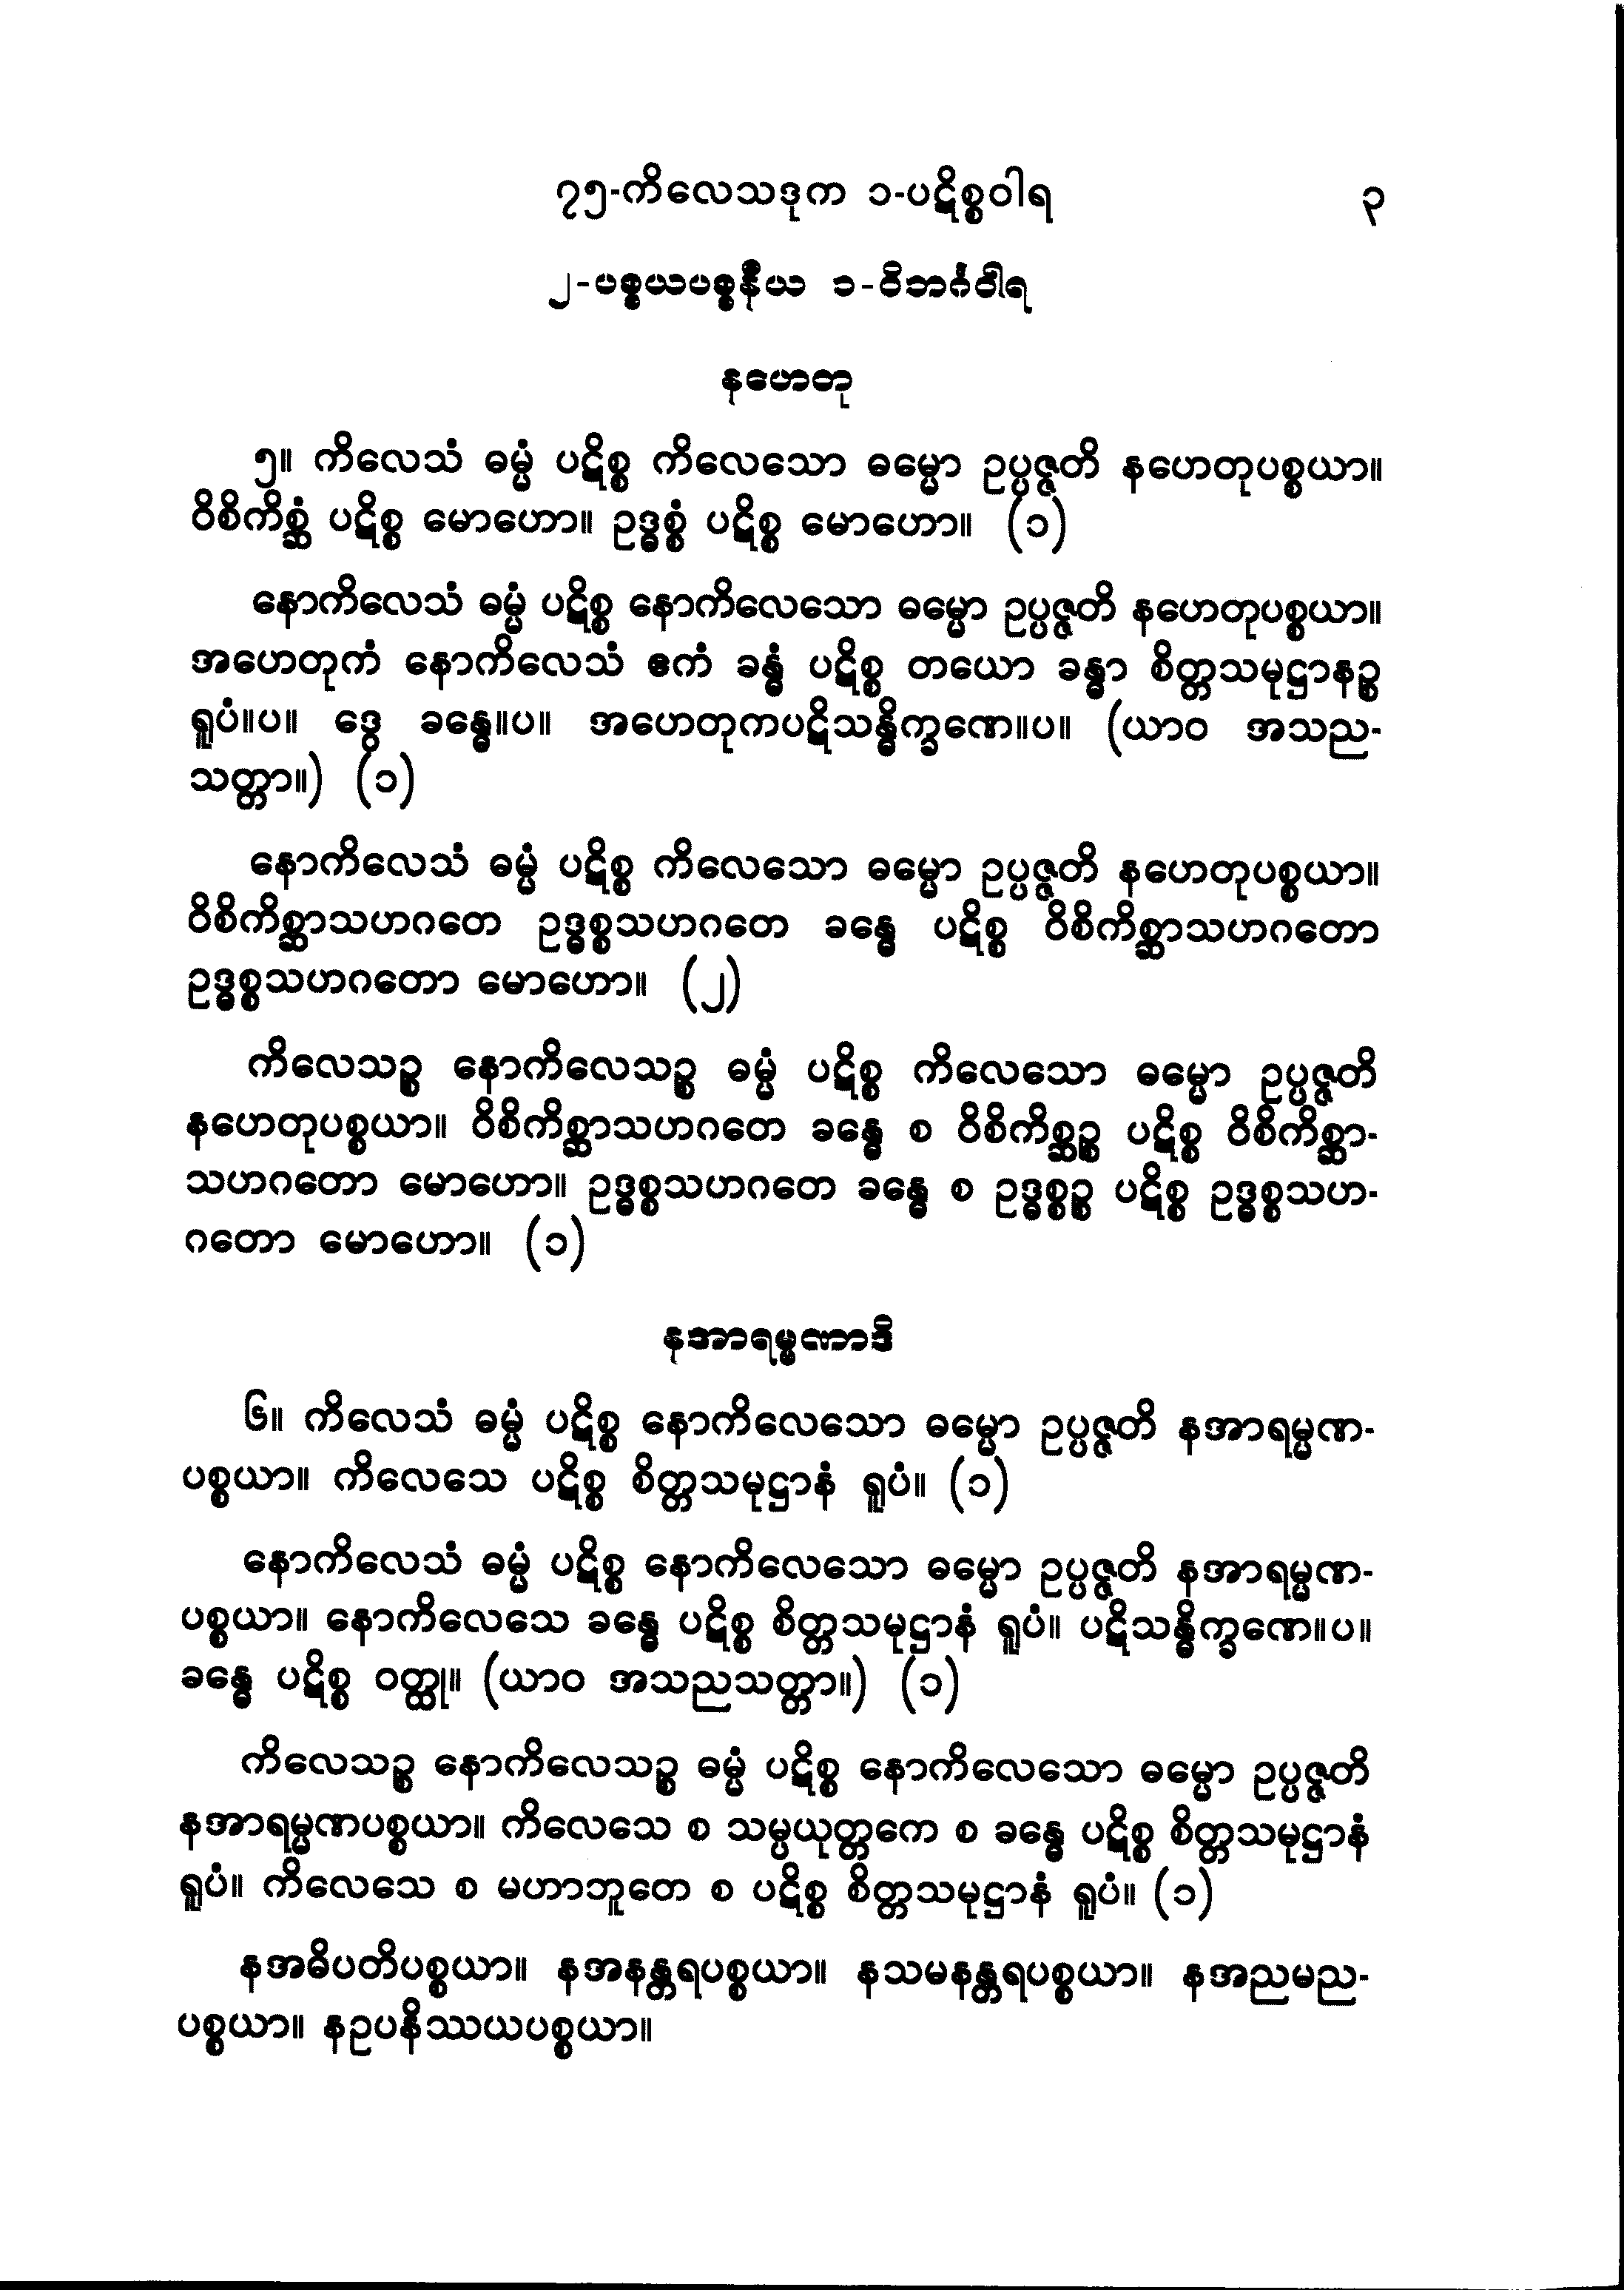 ၇၅-ကိလေသဒုက ၁-ပဋိစ္စဝါရ ၃
၂-ပစ္စယပစ္စနီယ ၁-ဝိဘင်္ဂဝါရ
နဟေတု
၅။ ကိလေသံ ဓမ္မံ ပဋိစ္စ ကိလေသော ဓမ္မော ဥပ္ပဇ္ဇတိ နဟေတုပစ္စယာ။
ဝိစိကိစ္ဆံ ပဋိစ္စ မောဟော။ ဥဒ္ဓစ္စံ ပဋိစ္စ မောဟော။ (၁)
နောကိလေသံ ဓမ္မံ ပဋိစ္စ နောကိလေသော ဓမ္မော ဥပ္ပဇ္ဇတိ နဟေတုပစ္စယာ။
အဟေတုကံ နောကိလေသံ ဧကံ ခန္ဓံ ပဋိစ္စ တယော ခန္ဓာ စိတ္တသမုဋ္ဌာနဉ္စ
ရူပံ။ပ။ ဒွေ ခန္ဓေ။ပ။ အဟေတုကပဋိသန္ဓိက္ခဏေ။ပ။ (ယာဝ အသည-
သတ္တာ။) (၁)
နောကိလေသံ ဓမ္မံ ပဋိစ္စ ကိလေသော ဓမ္မော ဥပ္ပဇ္ဇတိ နဟေတုပစ္စယာ။
ဝိစိကိစ္ဆာသဟဂတေ ဥဒ္ဓစ္စသဟဂတေ ခန္ဓေ ပဋိစ္စ ဝိစိကိစ္ဆာသဟဂတော
ဥဒ္ဓစ္စသဟဂတော မောဟော။ (၂)
ကိလေသဉ္စ နောကိလေသဉ္စ ဓမ္မံ ပဋိစ္စ ကိလေသော ဓမ္မော ဥပ္ပဇ္ဇတိ
နဟေတုပစ္စယာ။ ဝိစိကိစ္ဆာသဟဂတေ ခန္ဓေ စ ဝိစိကိစ္ဆဉ္စ ပဋိစ္စ ဝိစိကိစ္ဆာ-
သဟဂတော မောဟော။ ဥဒ္ဓစ္စသဟဂတေ ခန္ဓေ စ ဥဒ္ဓစ္စဉ္စ ပဋိစ္စ ဥဒ္ဓစ္စသဟ-
ဂတော မောဟော။ (၁)
နအာရမ္မဏာဒိ
၆။ ကိလေသံ ဓမ္မံ ပဋိစ္စ နောကိလေသော ဓမ္မော ဥပ္ပဇ္ဇတိ နအာရမ္မဏ-
ပစ္စယာ။ ကိလေသေ ပဋိစ္စ စိတ္တသမုဋ္ဌာနံ ရူပံ။ (၁)
နောကိလေသံ ဓမ္မံ ပဋိစ္စ နောကိလေသော ဓမ္မော ဥပ္ပဇ္ဇတိ နအာရမ္မဏ-
ပစ္စယာ။ နောကိလေသေ ခန္ဓေ ပဋိစ္စ စိတ္တသမုဋ္ဌာနံ ရူပံ။ ပဋိသန္ဓိက္ခဏေ။ပ။
ခန္ဓေ ပဋိစ္စ ဝတ္ထု။ (ယာဝ အသညသတ္တာ။) (၁)
ကိလေသဉ္စ နောကိလေသဉ္စ ဓမ္မံ ပဋိစ္စ နောကိလေသော ဓမ္မော ဥပ္ပဇ္ဇတိ
နအာရမ္မဏပစ္စယာ။ ကိလေသေ စ သမ္ပယုတ္တကေ စ ခန္ဓေ ပဋိစ္စ စိတ္တသမုဋ္ဌာနံ
ရူပံ။ ကိလေသေ စ မဟာဘူတေ စ ပဋိစ္စ စိတ္တသမုဋ္ဌာနံ ရူပံ။ (၁)
နအဓိပတိပစ္စယာ။ နအနန္တရပစ္စယာ။ နသမနန္တရပစ္စယာ။ နအညမည-
ပစ္စယာ။ နဥပနိဿယပစ္စယာ။